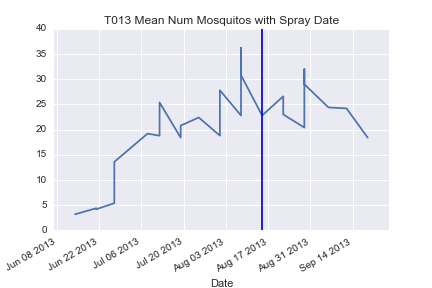 T013 Mean Num Mosquitos with Spray Date
40
35
30
25
20
15
10
5
0
Jun 08 2013
Jun 22 2013
Jul 06 2013
Jul 20 2013
Aug 03 2013
Aug 17 2013
Aug 31 2013
Sep 14 2013
Date